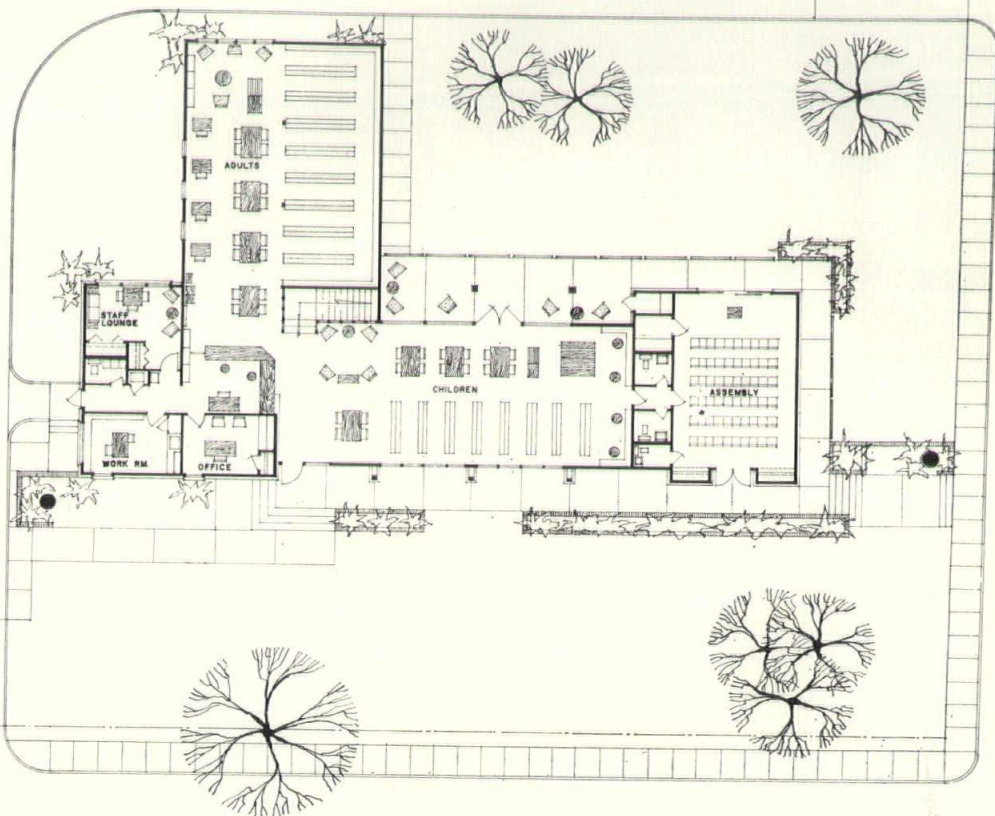 ADULTS
STAFF
LOUNGE
CHILDREN
ASSEMBLY
WORK RM.
OFFICE